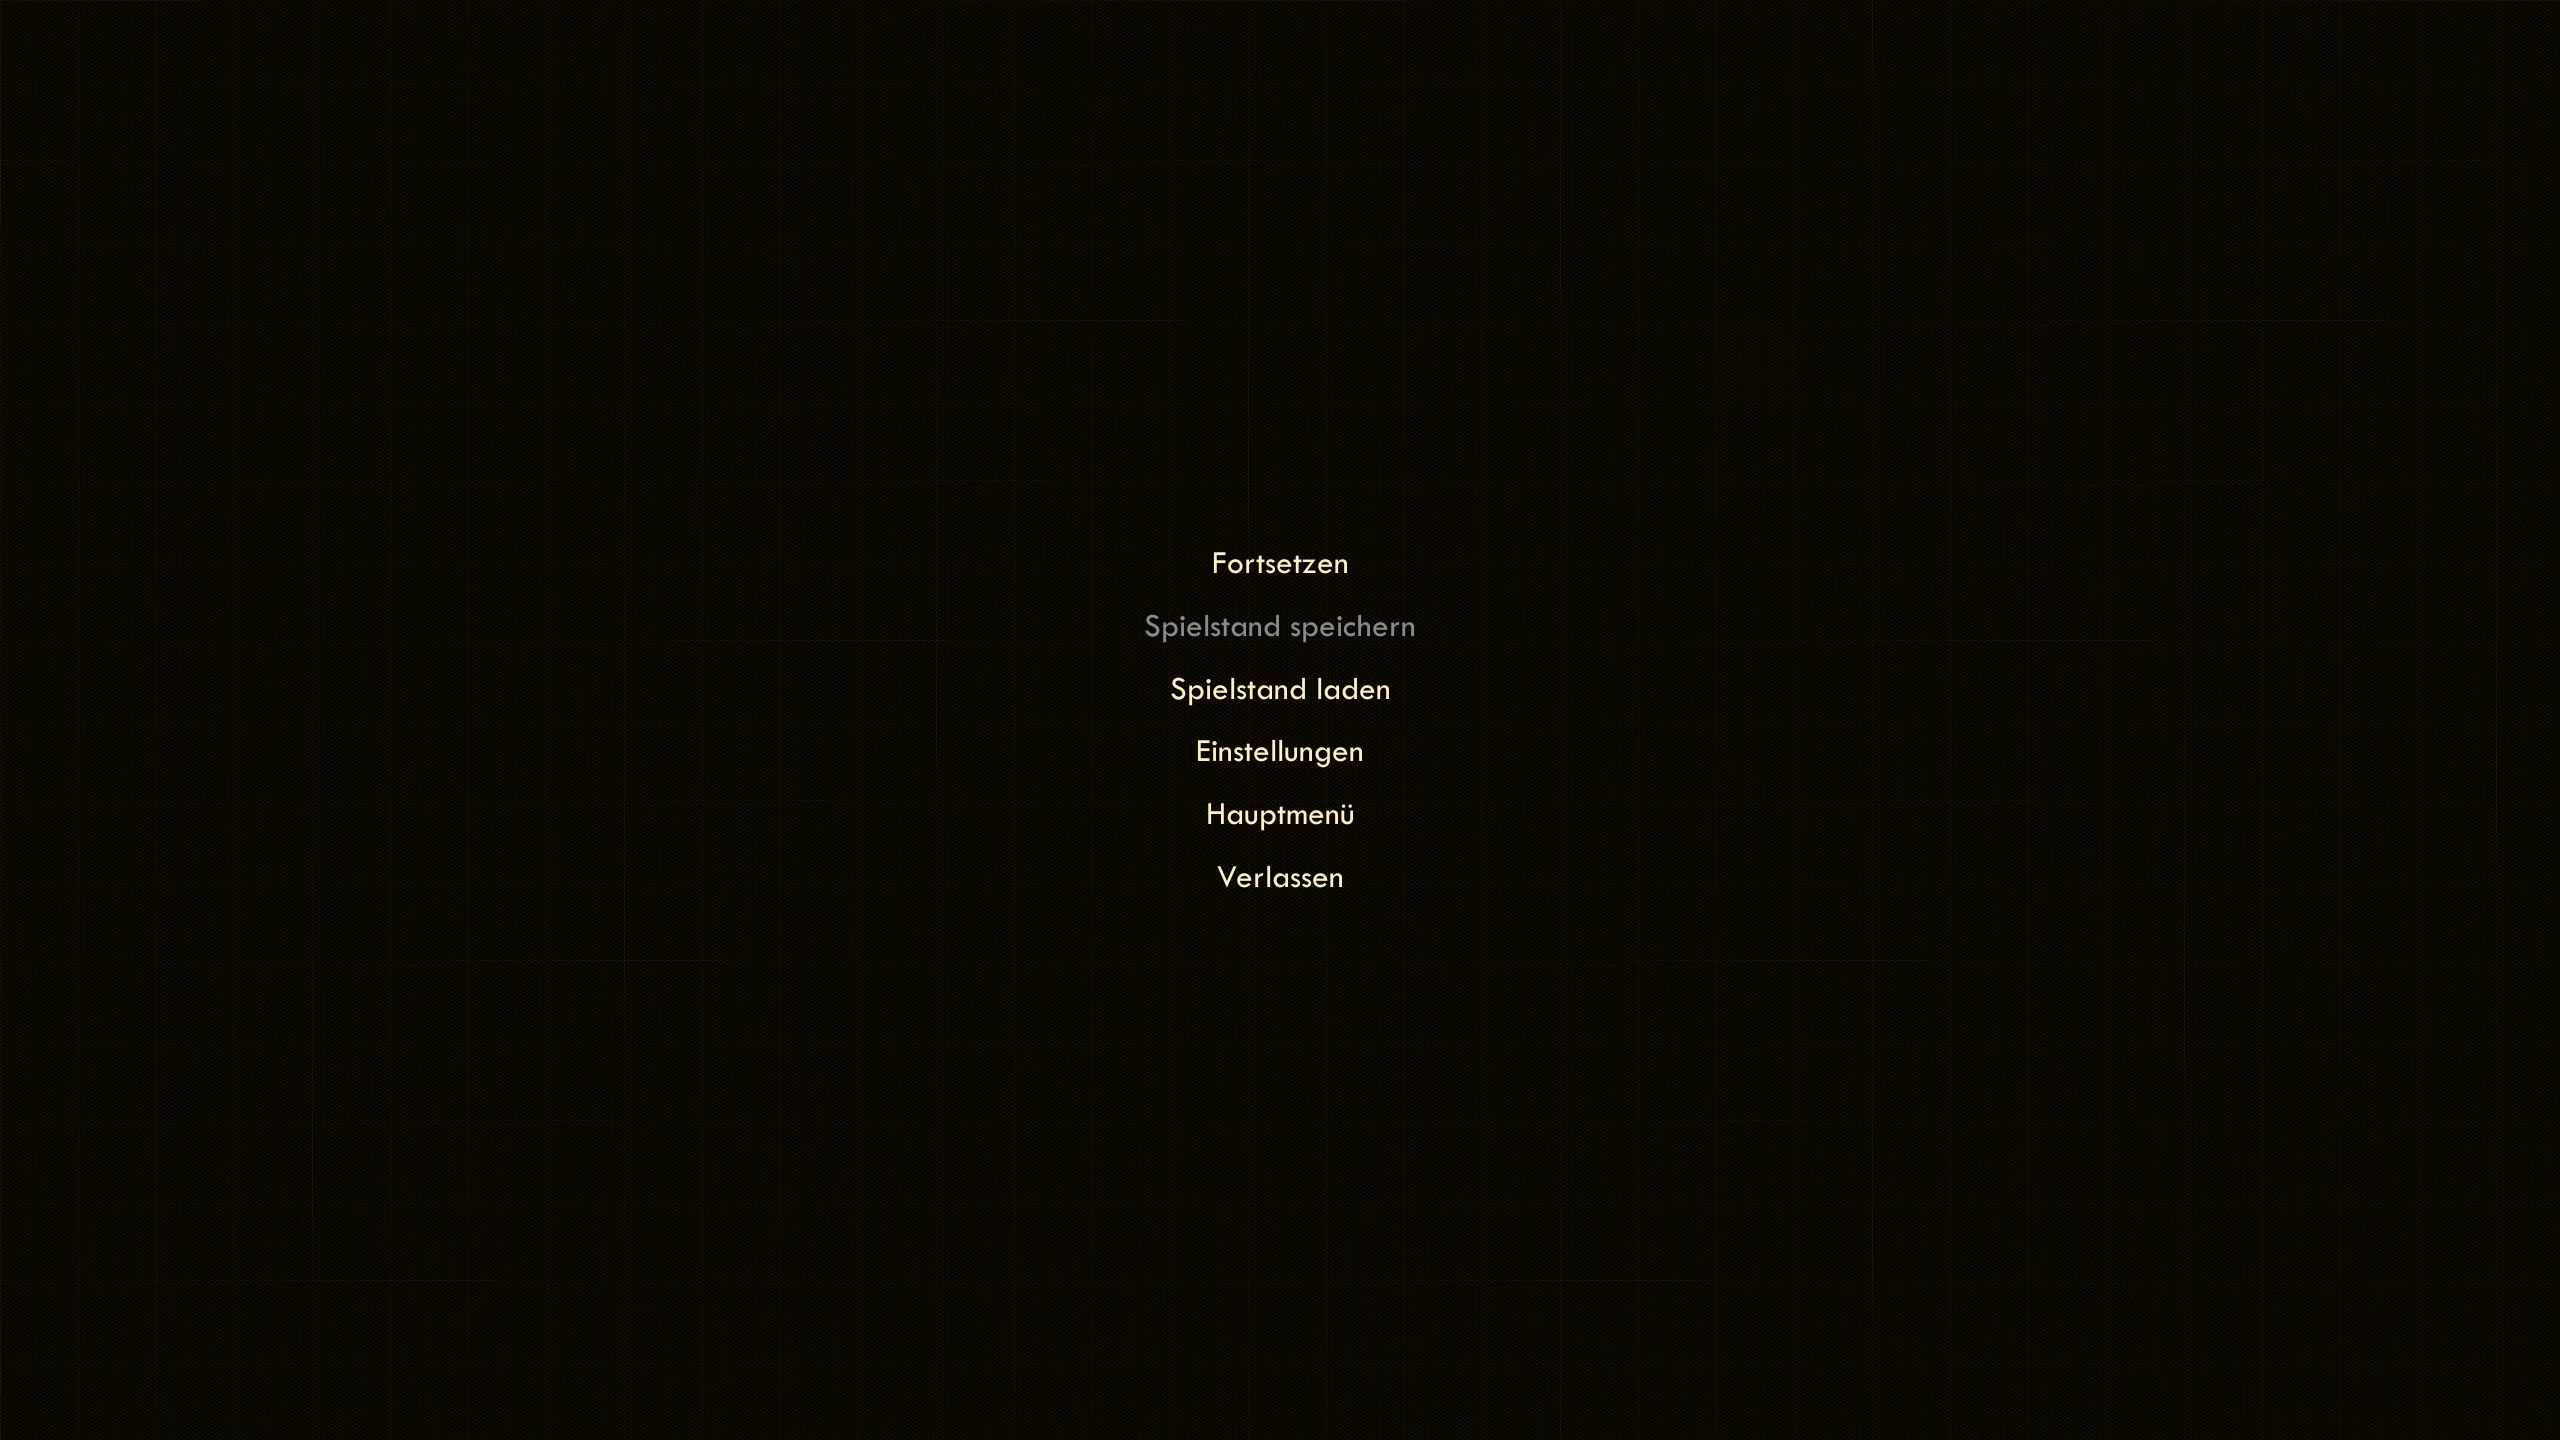 Fortsetzen
Spielstand speichern
Spielstand laden
Einstellungen
Hauptmenü
Verlassen